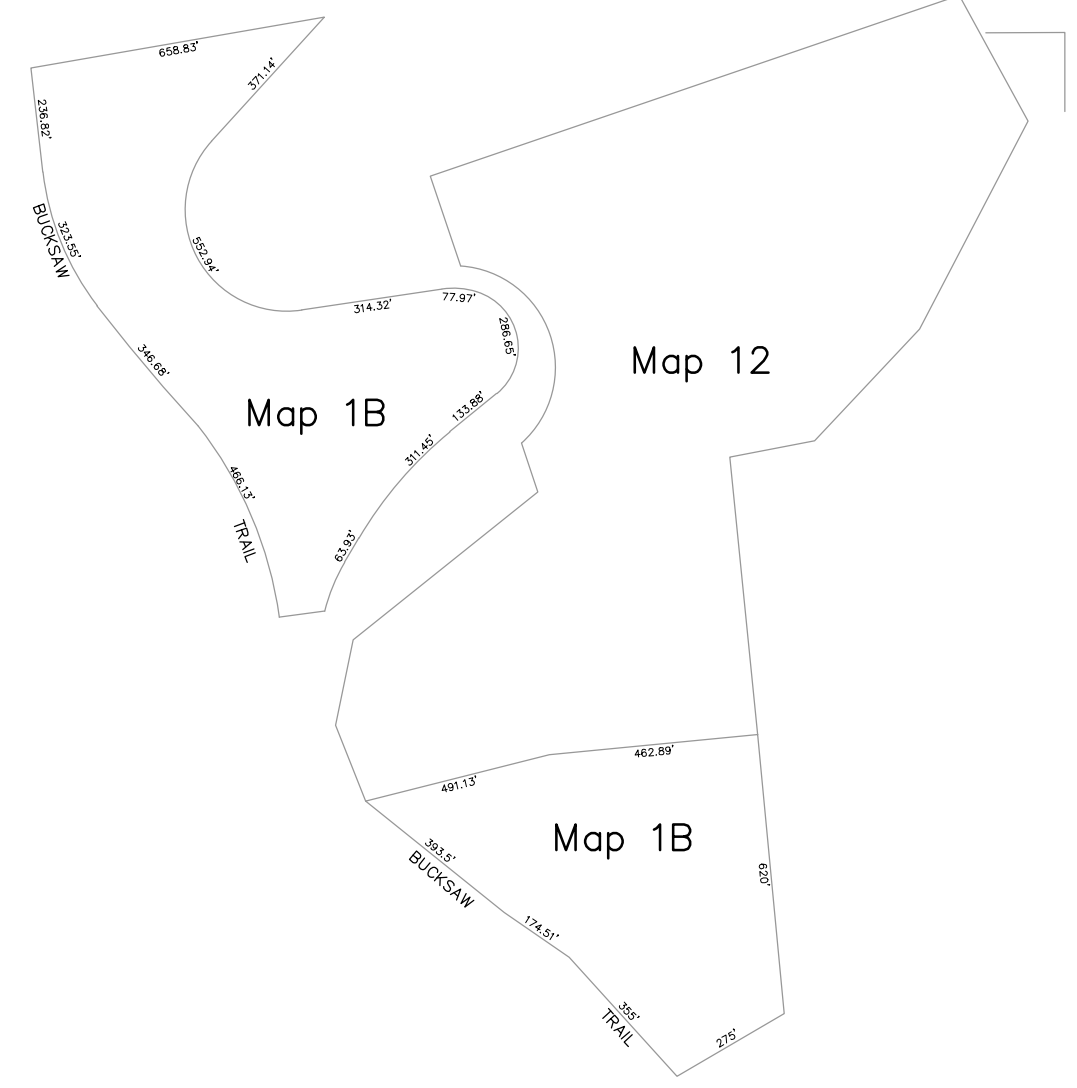 658.83'
371.14'
236.82'
BUCKSAW
323.55'
552.94'
314.32'
77.97'
286.65'
346.68'
Map 12
Map 1B
133.88'
311.45'
466.13'
TRAIL
63.93'
462.89'
491.13'
Map 1B
393.5'
BUCKSAW
620'
174.51'
355'
TRAIL
275'